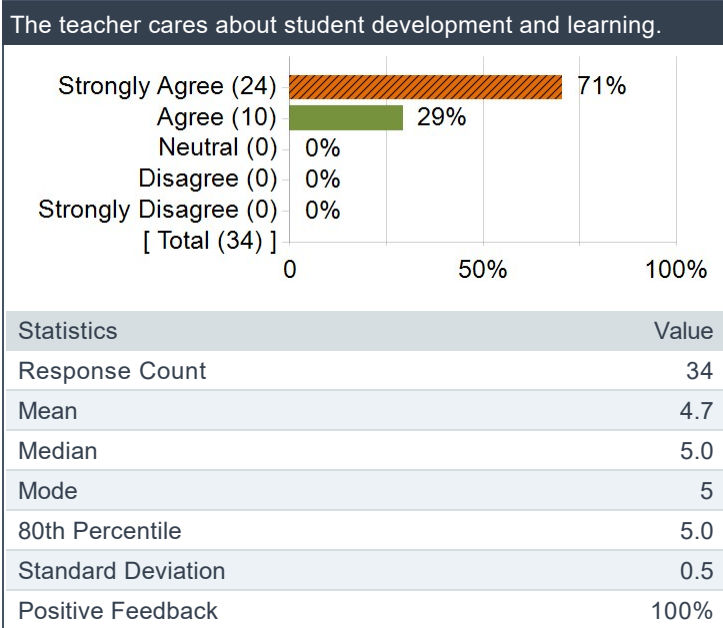 The teacher cares about student development and learning.
Strongly Agree (24) 71%
Agree (10) 29%
Neutral (0) 0%
Disagree (0) 0%
Strongly Disagree (0) 0%
[ Total (34) ]
0 50% 100%
Statistics Value
Response Count 34
Mean 4.7
Median 5.0
Mode 5
80th Percentile 5.0
Standard Deviation 0.5
Positive Feedback 100%